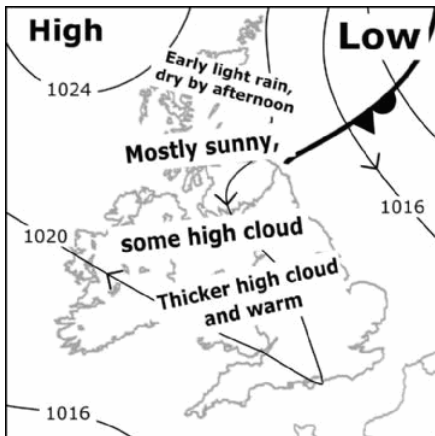 High
Low
1024
Early light rain,
dry by afternoon
Mostly sunny,
1016
1020
some high cloud
Thicker high cloud
and warm
1016